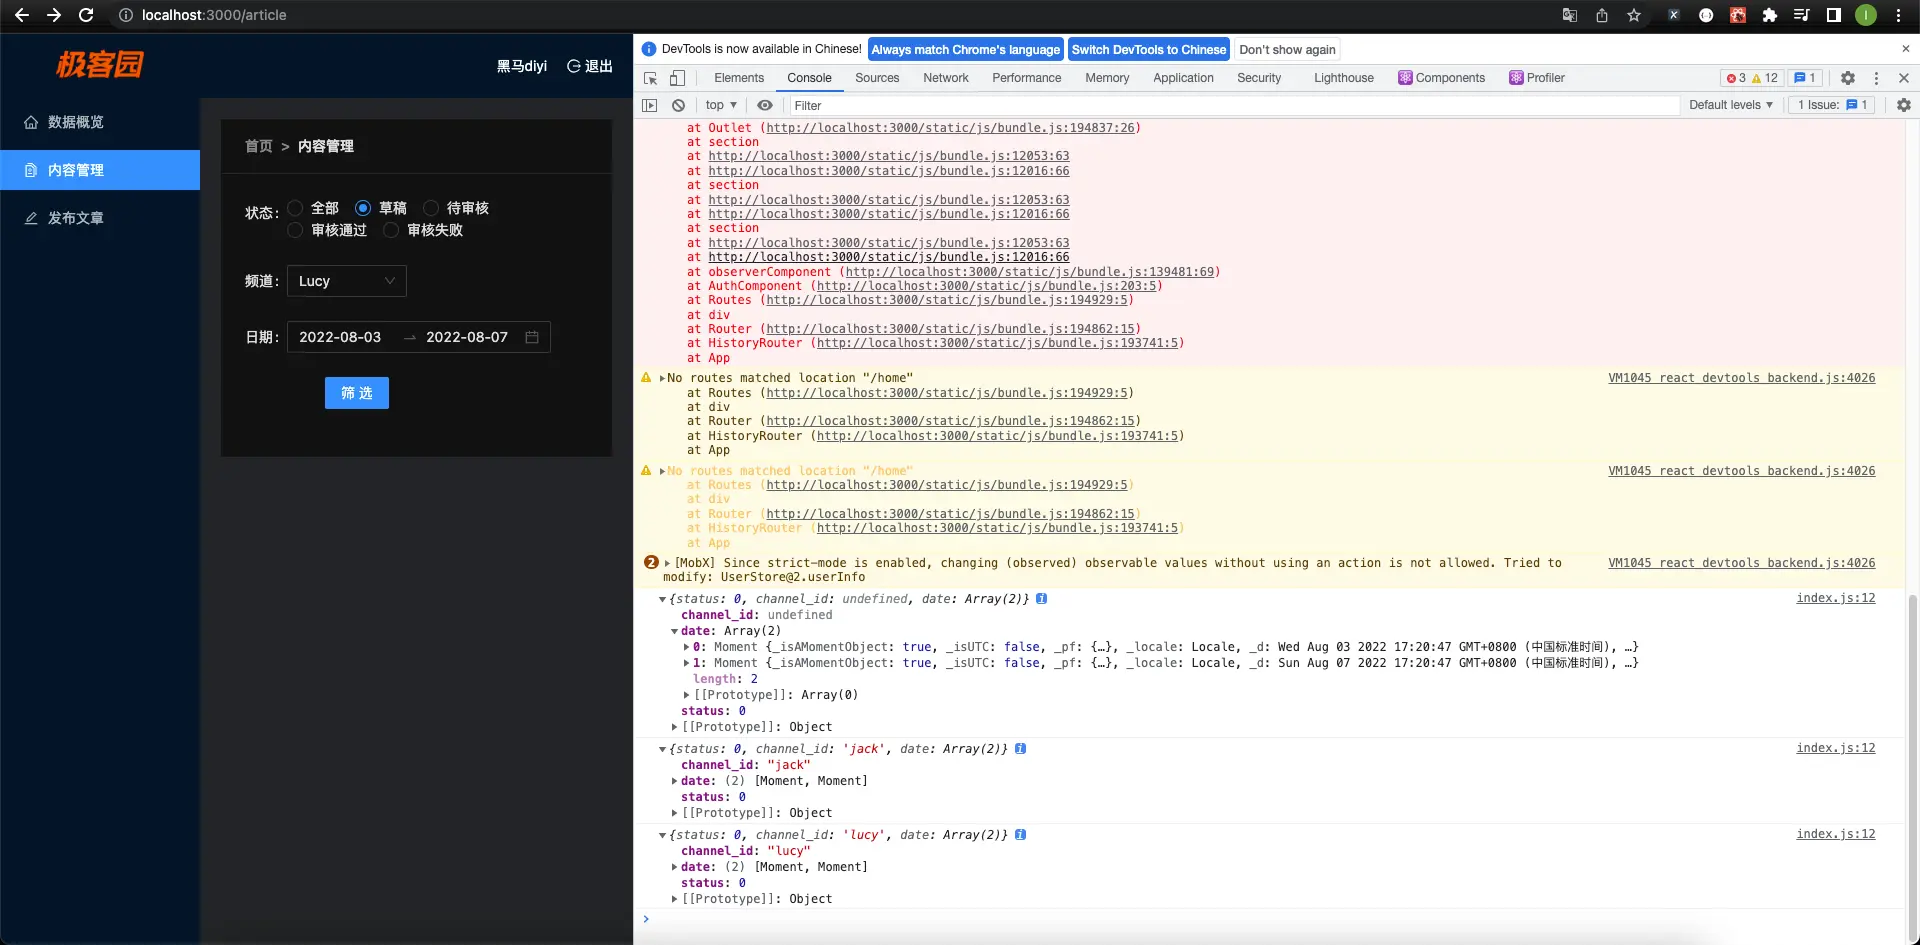 localhost:3000/article
极客园
黑马diyi 退出
数据概览
内容管理
发布文章
首页 > 内容管理
状态: 全部 草稿 待审核
审核通过 审核失败
频道: Lucy
日期: 2022-08-03 → 2022-08-07
筛 选
DevTools is now available in Chinese! Always match Chrome's language Switch DevTools to Chinese Don't show again
Elements Console Sources Network Performance Memory Application Security Lighthouse Components Profiler 3 12 1
top Filter Default levels 1 Issue: 1
at Outlet (http://localhost:3000/static/js/bundle.js:194837:26)
at section
at http://localhost:3000/static/js/bundle.js:12053:63
at http://localhost:3000/static/js/bundle.js:12016:66
at section
at http://localhost:3000/static/js/bundle.js:12053:63
at http://localhost:3000/static/js/bundle.js:12016:66
at section
at http://localhost:3000/static/js/bundle.js:12053:63
at http://localhost:3000/static/js/bundle.js:12016:66
at observerComponent (http://localhost:3000/static/js/bundle.js:139481:69)
at AuthComponent (http://localhost:3000/static/js/bundle.js:203:5)
at Routes (http://localhost:3000/static/js/bundle.js:194929:5)
at div
at Router (http://localhost:3000/static/js/bundle.js:194862:15)
at HistoryRouter (http://localhost:3000/static/js/bundle.js:193741:5)
at App
No routes matched location "/home" VM1045 react_devtools_backend.js:4026
at Routes (http://localhost:3000/static/js/bundle.js:194929:5)
at div
at Router (http://localhost:3000/static/js/bundle.js:194862:15)
at HistoryRouter (http://localhost:3000/static/js/bundle.js:193741:5)
at App
No routes matched location "/home" VM1045 react_devtools_backend.js:4026
at Routes (http://localhost:3000/static/js/bundle.js:194929:5)
at div
at Router (http://localhost:3000/static/js/bundle.js:194862:15)
at HistoryRouter (http://localhost:3000/static/js/bundle.js:193741:5)
at App
2 [MobX] Since strict-mode is enabled, changing (observed) observable values without using an action is not allowed. Tried to VM1045 react_devtools_backend.js:4026
modify: UserStore@2.userInfo
{status: 0, channel_id: undefined, date: Array(2)} index.js:12
channel_id: undefined
date: Array(2)
0: Moment {_isAMomentObject: true, _isUTC: false, _pf: {…}, _locale: Locale, _d: Wed Aug 03 2022 17:20:47 GMT+0800 (中国标准时间), …}
1: Moment {_isAMomentObject: true, _isUTC: false, _pf: {…}, _locale: Locale, _d: Sun Aug 07 2022 17:20:47 GMT+0800 (中国标准时间), …}
length: 2
[[Prototype]]: Array(0)
status: 0
[[Prototype]]: Object
{status: 0, channel_id: 'jack', date: Array(2)} index.js:12
channel_id: "jack"
date: (2) [Moment, Moment]
status: 0
[[Prototype]]: Object
{status: 0, channel_id: 'lucy', date: Array(2)} index.js:12
channel_id: "lucy"
date: (2) [Moment, Moment]
status: 0
[[Prototype]]: Object